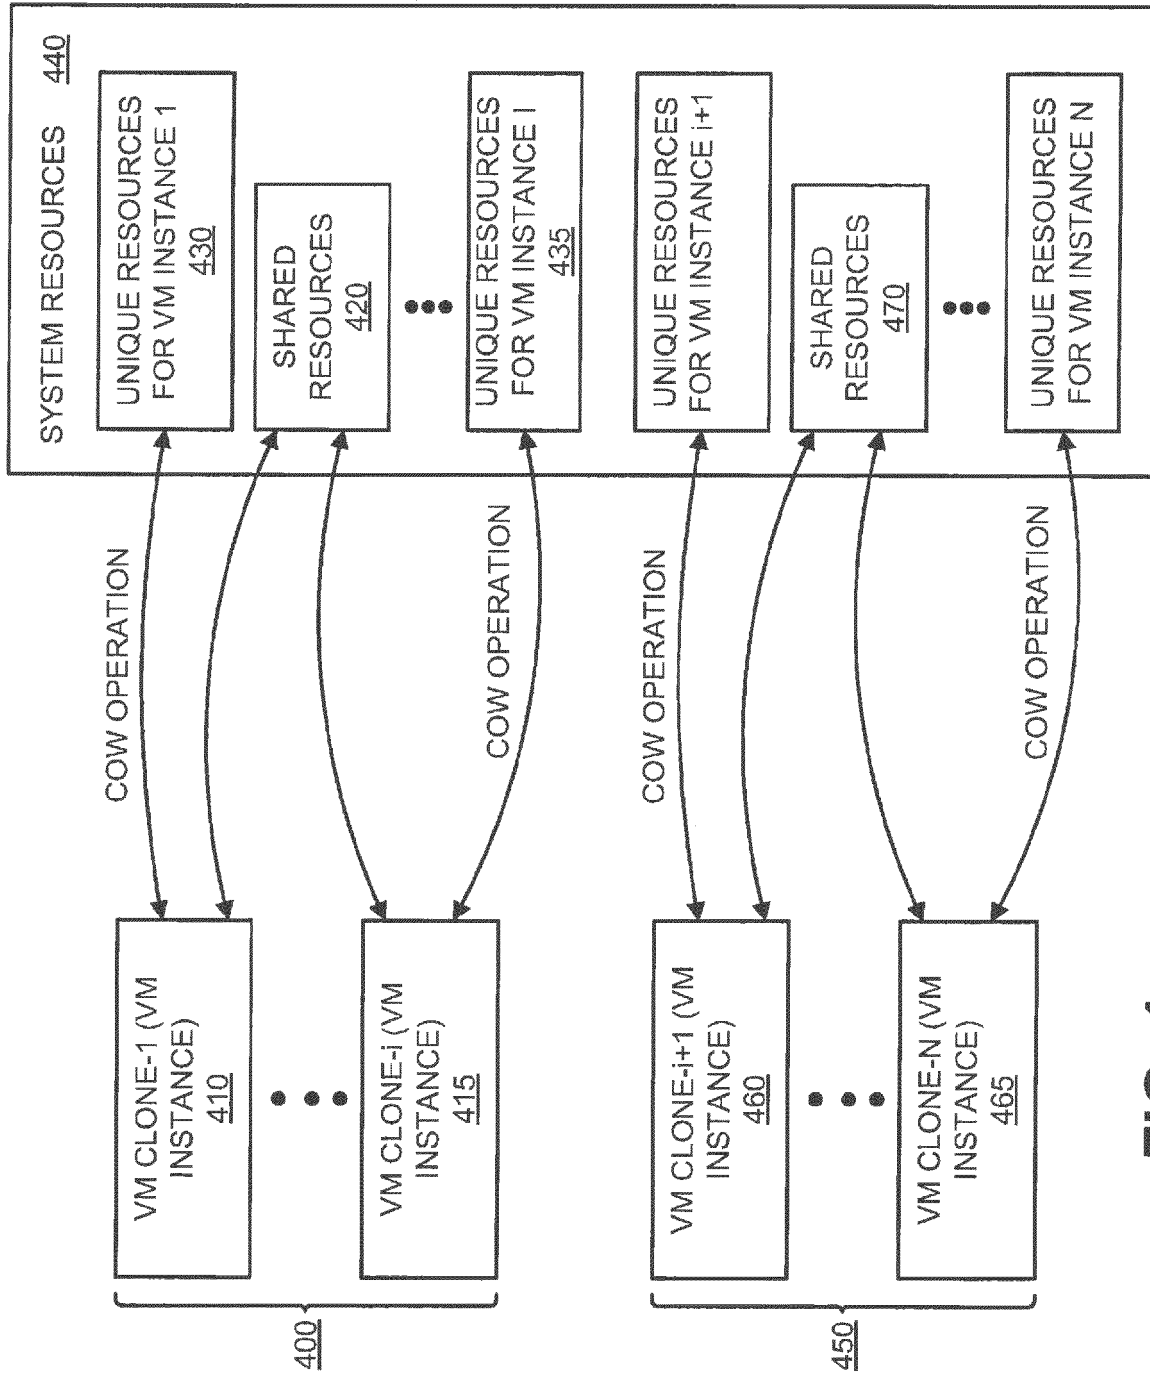 SYSTEM RESOURCES 440
UNIQUE RESOURCES
FOR VM INSTANCE 1
430
SHARED
RESOURCES
420
UNIQUE RESOURCES
FOR VM INSTANCE I
435
UNIQUE RESOURCES
FOR VM INSTANCE i+1
SHARED
RESOURCES
470
UNIQUE RESOURCES
FOR VM INSTANCE N
COW OPERATION
COW OPERATION
COW OPERATION
COW OPERATION
VM CLONE-1 (VM
INSTANCE)
410
VM CLONE-i (VM
INSTANCE)
415
VM CLONE-i+1 (VM
INSTANCE)
460
VM CLONE-N (VM
INSTANCE)
465
400
450